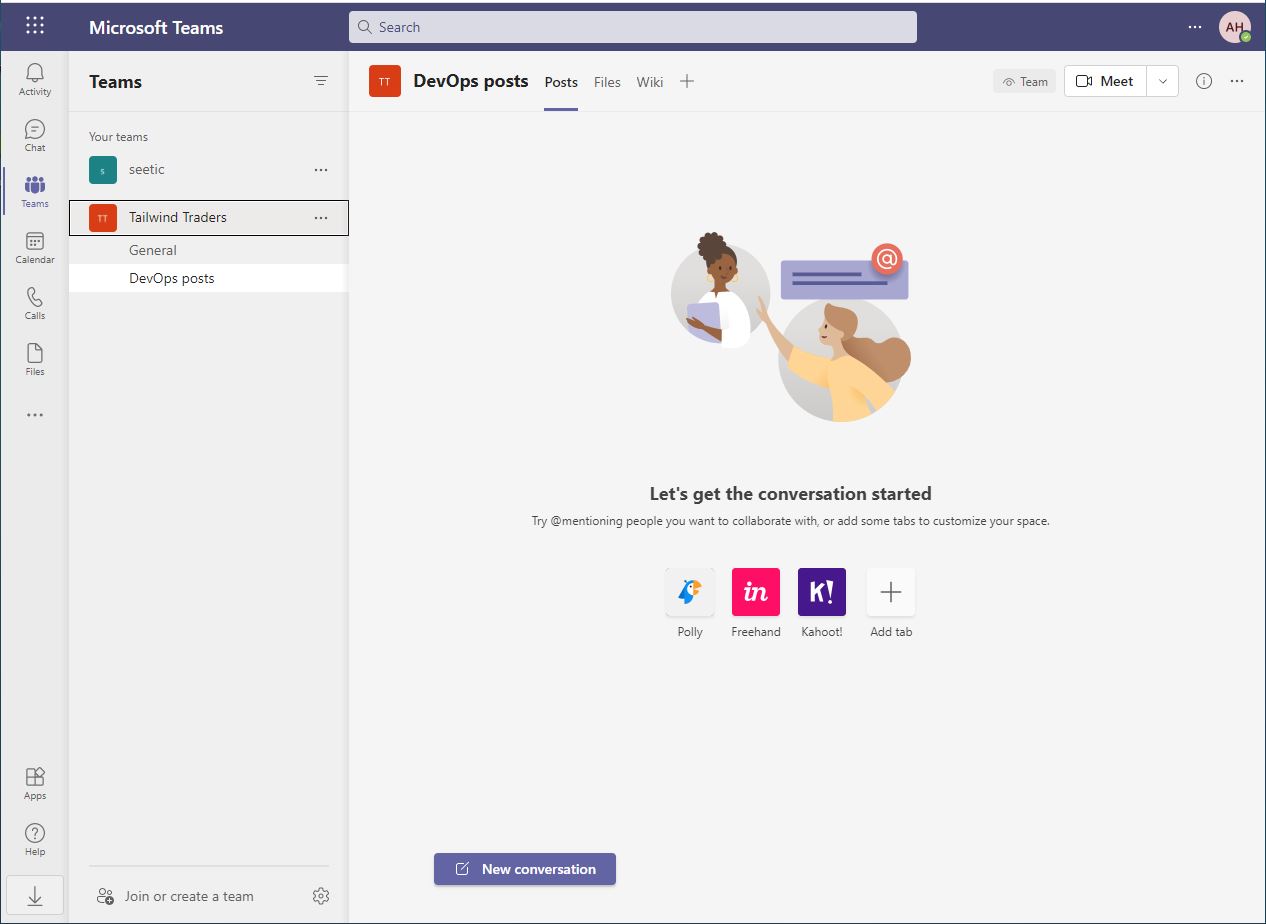 Microsoft Teams
Search
AH
Activity
Chat
Teams
Calendar
Calls
Files
Apps
Help
Teams
Your teams
s
seetic
TT
Tailwind Traders
General
DevOps posts
Join or create a team
TT
DevOps posts
Posts
Files
Wiki
Team
Meet
@
Let's get the conversation started
Try @mentioning people you want to collaborate with, or add some tabs to customize your space.
in
K!
Polly
Freehand
Kahoot!
Add tab
New conversation